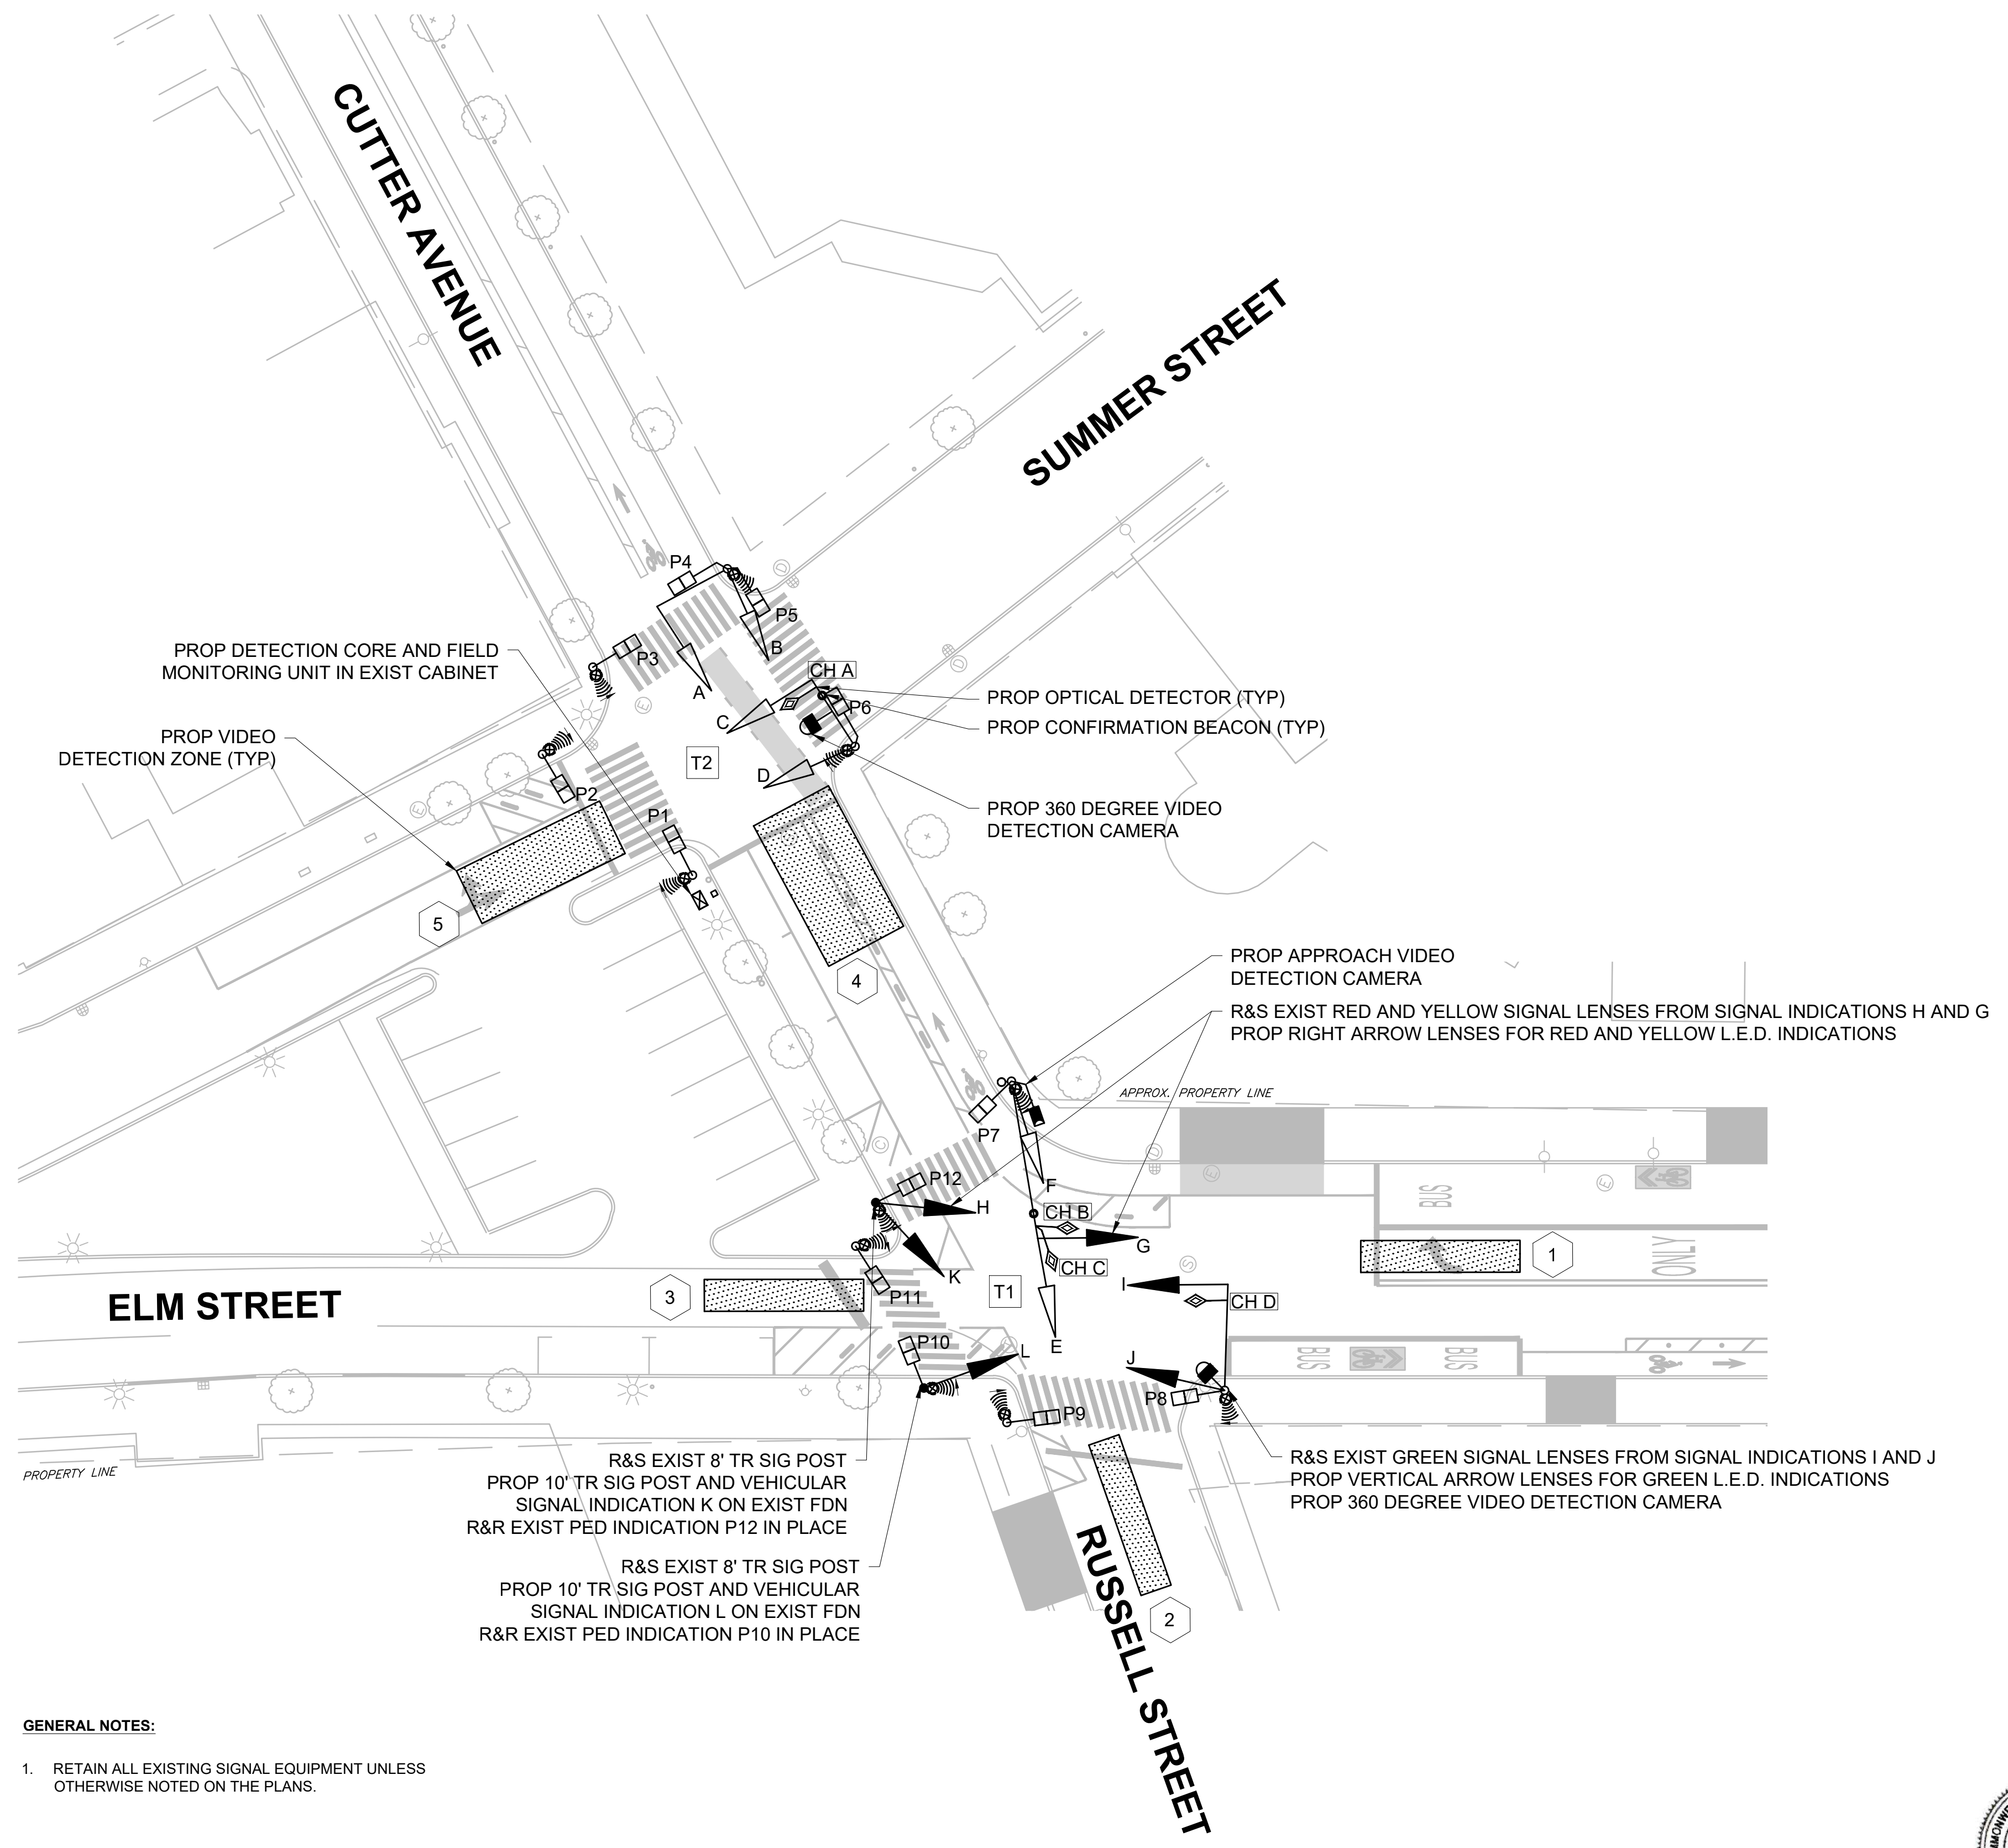 CUTTER AVENUE
SUMMER STREET
P4
P5
B
P3
A
CH A
P6
C
T2
D
P2
P1
PROP DETECTION CORE AND FIELD
MONITORING UNIT IN EXIST CABINET
PROP VIDEO
DETECTION ZONE (TYP)
PROP OPTICAL DETECTOR (TYP)
PROP CONFIRMATION BEACON (TYP)
PROP 360 DEGREE VIDEO
DETECTION CAMERA
5
4
PROP APPROACH VIDEO
DETECTION CAMERA
R&S EXIST RED AND YELLOW SIGNAL LENSES FROM SIGNAL INDICATIONS H AND G
PROP RIGHT ARROW LENSES FOR RED AND YELLOW L.E.D. INDICATIONS
APPROX. PROPERTY LINE
P7
F
P12
H
CH B
G
CH C
K
T1
I
CH D
E
BUS
ONLY
1
3
P11
P10
L
J
P8
P9
BUS
BUS
ELM STREET
PROPERTY LINE
R&S EXIST 8' TR SIG POST
PROP 10' TR SIG POST AND VEHICULAR
SIGNAL INDICATION K ON EXIST FDN
R&R EXIST PED INDICATION P12 IN PLACE
R&S EXIST 8' TR SIG POST
PROP 10' TR SIG POST AND VEHICULAR
SIGNAL INDICATION L ON EXIST FDN
R&R EXIST PED INDICATION P10 IN PLACE
R&S EXIST GREEN SIGNAL LENSES FROM SIGNAL INDICATIONS I AND J
PROP VERTICAL ARROW LENSES FOR GREEN L.E.D. INDICATIONS
PROP 360 DEGREE VIDEO DETECTION CAMERA
2
RUSSELL STREET
GENERAL NOTES:
1. RETAIN ALL EXISTING SIGNAL EQUIPMENT UNLESS
OTHERWISE NOTED ON THE PLANS.